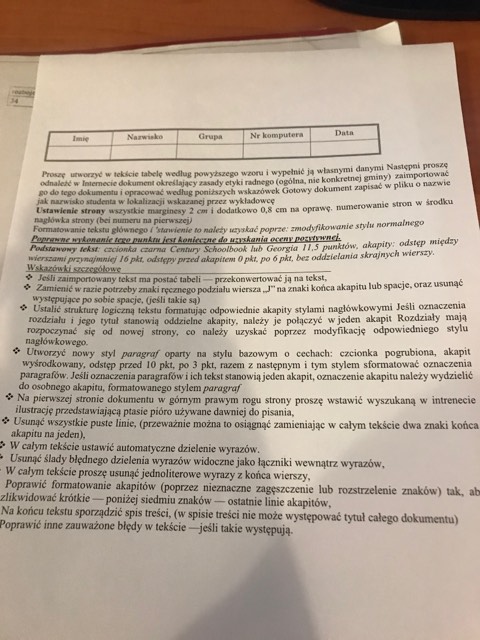 Imię Nazwisko Grupa Nr komputera Data
Proszę utworzyć w tekście tabelę według powyższego wzoru i wypełnić ją własnymi danymi Następni proszę
odnaleźć w Internecie dokument określający zasady etyki radnego (ogólna, nie konkretnej gminy) zaimportować
go do tego dokumentu i opracować według poniższych wskazówek Gotowy dokument zapisać w pliku o nazwie
jak nazwisko studenta w lokalizacji wskazanej przez wykładowcę
Ustawienie strony wszystkie marginesy 2 cm i dodatkowo 0,8 cm na oprawę, numerowanie stron w środku
nagłówka strony (bei numeru na pierwszej)
Formatowanie tekstu głównego i 'stawienie to należy uzyskać poprze: zmodyfikowanie stylu normalnego
Poprawne wykonanie tego punktu jest konieczne do uzyskania oceny pozytywnej.
Podstawowy tekst: czcionka czarna Century Schoolbook lub Georgia 11,5 punktów, akapity: odstęp między
wierszami przynajmniej 16 pkt, odstępy przed akapitem 0 pkt, po 6 pkt, bez oddzielania skrajnych wierszy.
Wskazówki szczegółowe
❖ Jeśli zaimportowany tekst ma postać tabeli — przekonwertować ją na tekst,
❖ Zamienić w razie potrzeby znaki ręcznego podziału wiersza „J" na znaki końca akapitu lub spacje, oraz usunąć
występujące po sobie spacje, (jeśli takie są)
❖ Ustalić strukturę logiczną tekstu formatując odpowiednie akapity stylami nagłówkowymi Jeśli oznaczenia
rozdziału i jego tytuł stanowią oddzielne akapity, należy je połączyć w jeden akapit Rozdziały mają
rozpocząć się od nowej strony, co należy uzyskać poprzez modyfikację odpowiedniego stylu
nagłówkowego.
❖ Utworzyć nowy styl paragraf oparty na stylu bazowym o cechach: czcionka pogrubiona, akapit
wyśrodkowany, odstęp przed 10 pkt, po 3 pkt, razem z następnym i tym stylem sformatować oznaczenia
paragrafów. Jeśli oznaczenia paragrafów i ich tekst stanowią jeden akapit, oznaczenie akapitu należy wydzielić
do osobnego akapitu, formatowanego stylem paragraf
❖ Na pierwszej stronie dokumentu w górnym prawym rogu strony proszę wstawić wyszukaną w intrenecie
ilustrację przedstawiającą ptasie pióro używane dawniej do pisania,
❖ Usunąć wszystkie puste linie, (przeważnie można to osiągnąć zamieniając w całym tekście dwa znaki końca
akapitu na jeden),
❖ W całym tekście ustawić automatyczne dzielenie wyrazów.
❖ Usunąć ślady błędnego dzielenia wyrazów widoczne jako łączniki wewnątrz wyrazów,
W całym tekście proszę usunąć jednoliterowe wyrazy z końca wierszy,
Poprawić formatowanie akapitów (poprzez nieznaczne zagęszczenie lub rozstrzelenie znaków) tak, ab
zlikwidować krótkie — poniżej siedmiu znaków — ostatnie linie akapitów,
Na końcu tekstu sporządzić spis treści, (w spisie treści nie może występować tytuł całego dokumentu)
Poprawić inne zauważone błędy w tekście —jeśli takie występują.